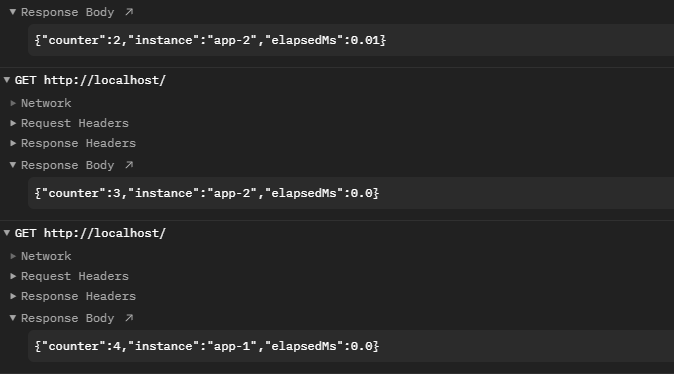 Response Body ↗
{"counter":2,"instance":"app-2","elapsedMs":0.01}
GET http://localhost/
Network
Request Headers
Response Headers
Response Body ↗
{"counter":3,"instance":"app-2","elapsedMs":0.0}
GET http://localhost/
Network
Request Headers
Response Headers
Response Body ↗
{"counter":4,"instance":"app-1","elapsedMs":0.0}